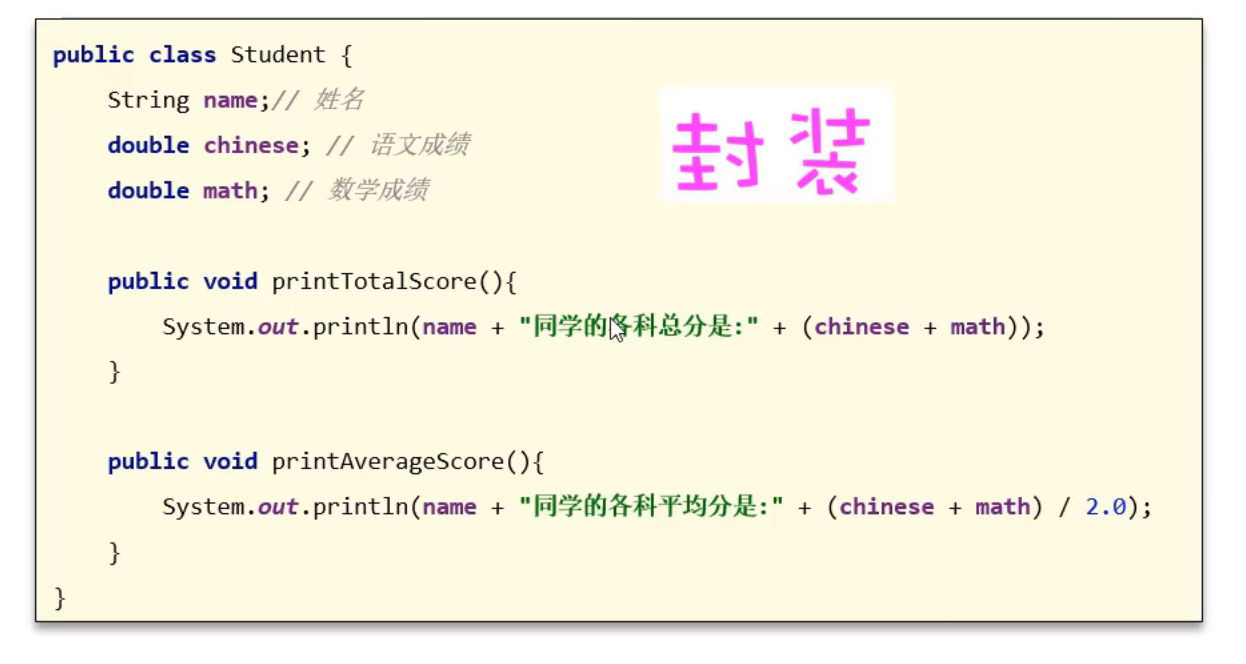 public class Student {
String name;// 姓名
double chinese; // 语文成绩
double math; // 数学成绩
封装
public void printTotalScore(){
System.out.println(name + "同学的各科总分是:" + (chinese + math));
}
public void printAverageScore(){
System.out.println(name + "同学的各科平均分是:" + (chinese + math) / 2.0);
}
}